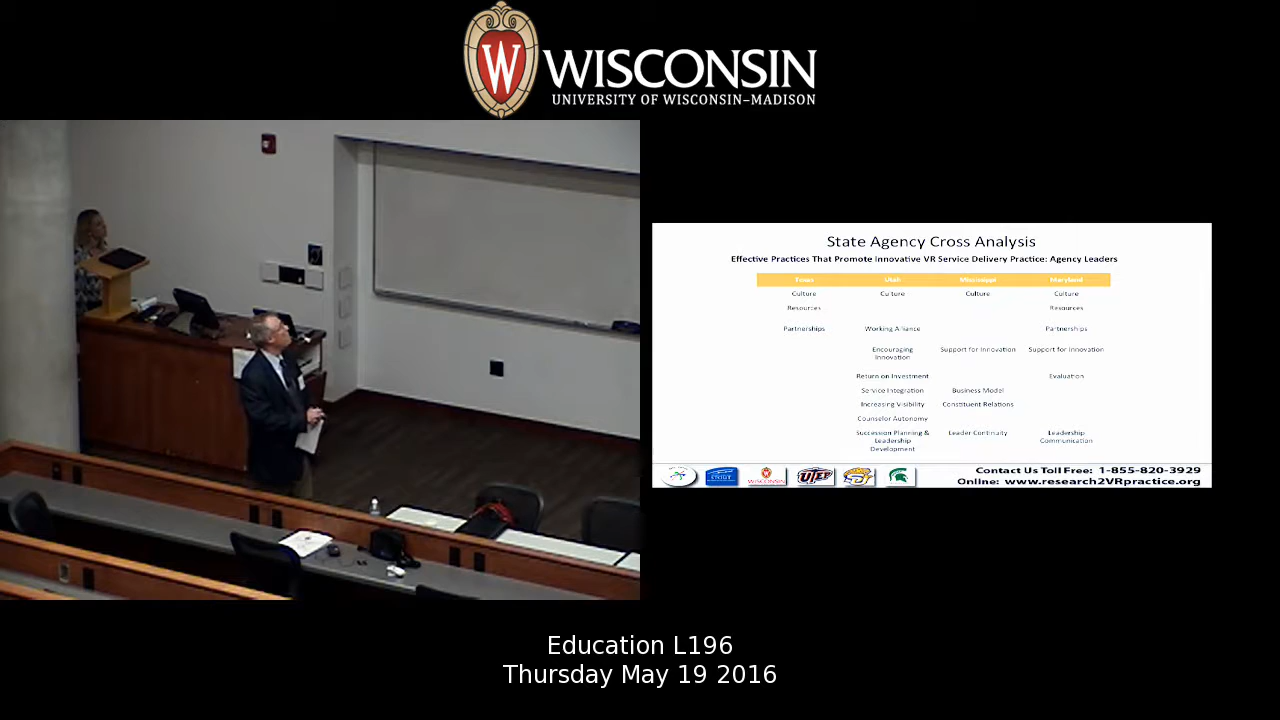 W
WISCONSIN
UNIVERSITY OF WISCONSIN–MADISON
State Agency Cross Analysis
Effective Practices That Promote Innovative VR Service Delivery Practice: Agency Leaders
Texas Utah Mississippi Maryland
Culture Culture Culture Culture
Resources Resources
Partnerships Working Alliance Partnerships
Encouraging Innovation Support for Innovation Support for Innovation
Return on Investment Evaluation
Service Integration Business Model
Increasing Visibility Constituent Relations
Counselor Autonomy
Succession Planning & Leadership Development Leader Continuity Leadership Communication
WISCONSIN
UTEP
Contact Us Toll Free: 1-855-820-3929
Online: www.research2VRpractice.org
Education L196
Thursday May 19 2016